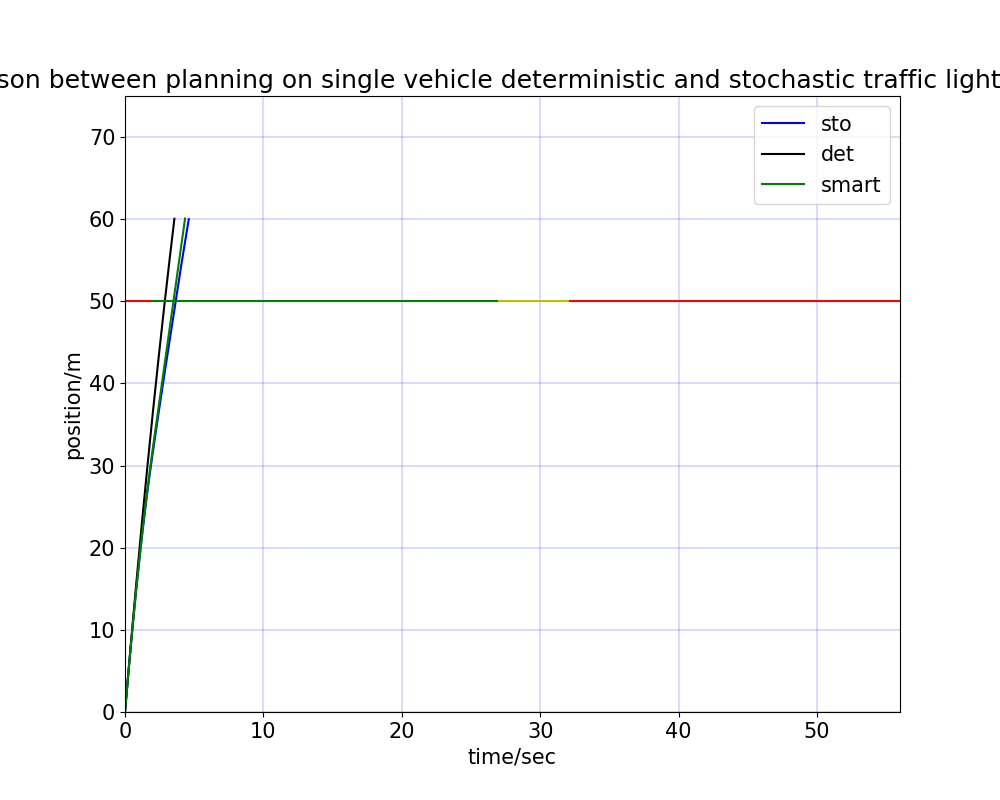 son between planning on single vehicle deterministic and stochastic traffic light
sto
det
smart
70
60
50
40
30
20
10
0
position/m
0 10 20 30 40 50
time/sec